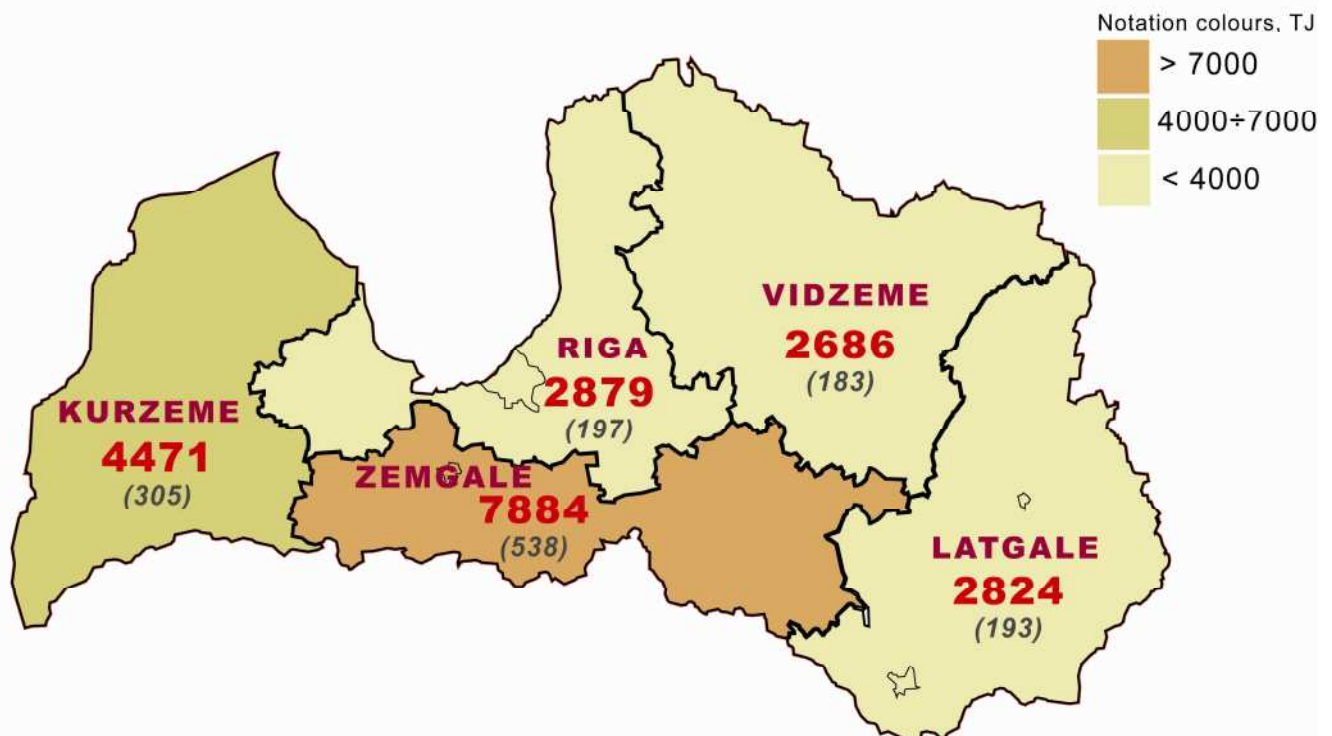 Notation colours, TJ
> 7000
4000÷7000
< 4000
VIDZEME
2686
(183)
RIGA
2879
(197)
KURZEME
4471
(305)
ZEMGALE
7884
(538)
LATGALE
2824
(193)